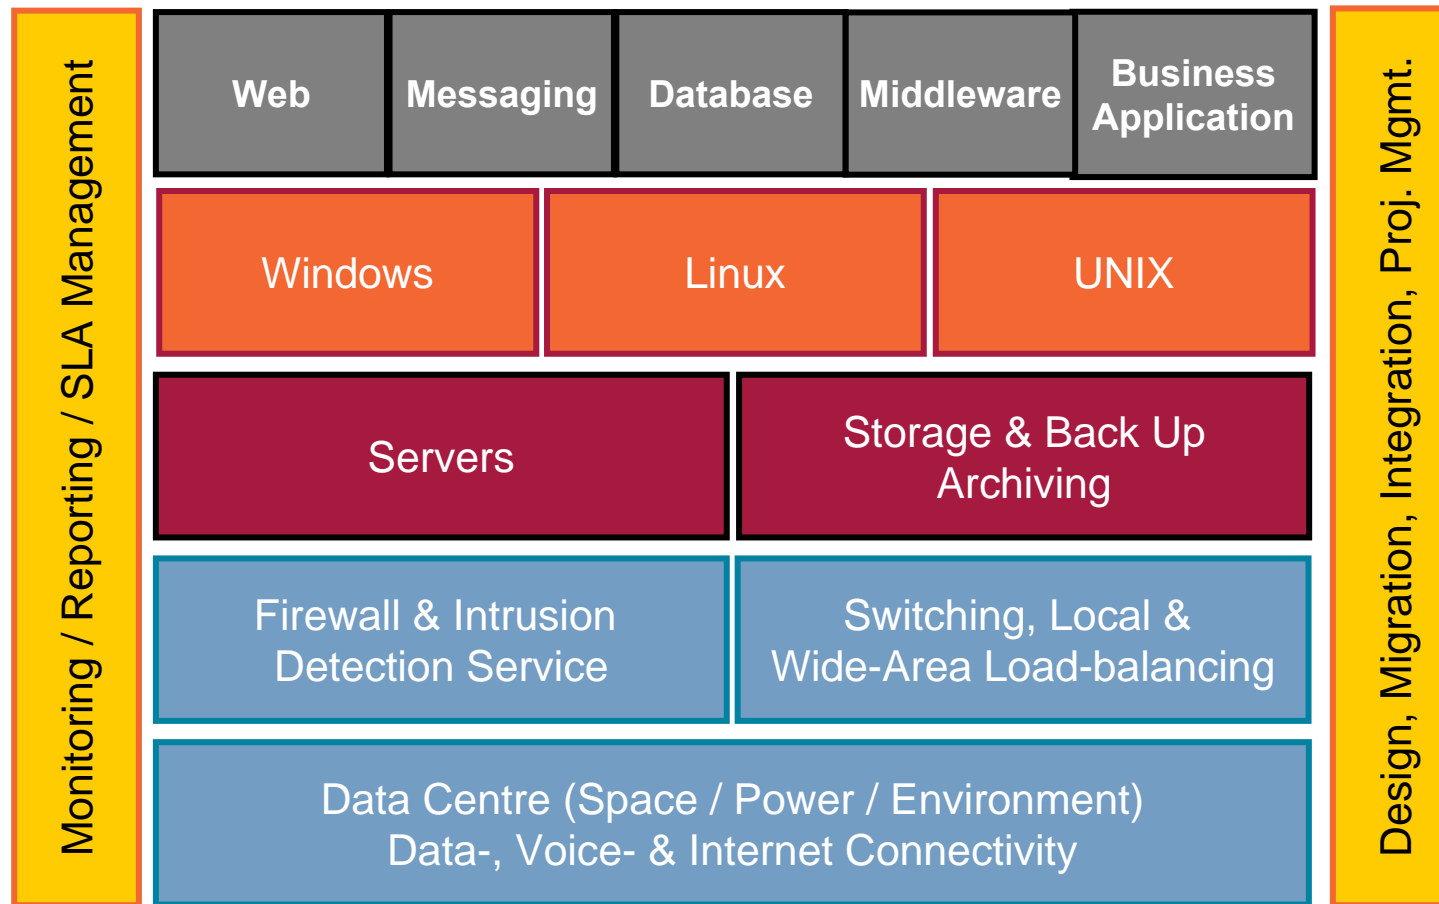 Monitoring / Reporting / SLA Management
Web
Messaging
Database
Middleware
Business
Application
Windows
Linux
UNIX
Servers
Storage & Back Up
Archiving
Firewall & Intrusion
Detection Service
Switching, Local &
Wide-Area Load-balancing
Data Centre (Space / Power / Environment)
Data-, Voice- & Internet Connectivity
Design, Migration, Integration, Proj. Mgmt.